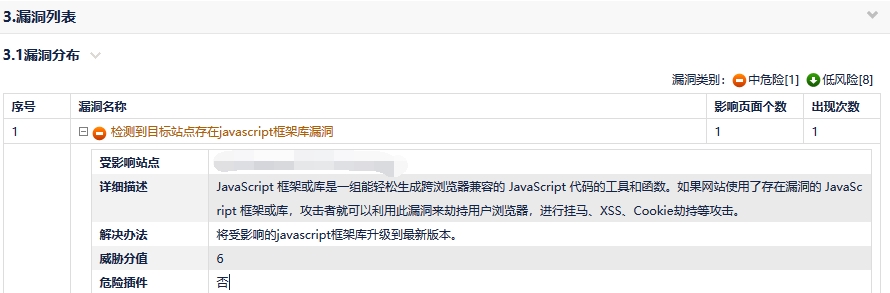 3.漏洞列表
3.1漏洞分布
漏洞类别： 中危险[1] 低风险[8]
序号 漏洞名称 影响页面个数 出现次数
1 检测到目标站点存在javascript框架库漏洞 1 1
受影响站点
详细描述 JavaScript 框架或库是一组能轻松生成跨浏览器兼容的 JavaScript 代码的工具和函数。如果网站使用了存在漏洞的 JavaSc
ript 框架或库，攻击者就可以利用此漏洞来劫持用户浏览器，进行挂马、XSS、Cookie劫持等攻击。
解决办法 将受影响的javascript框架库升级到最新版本。
威胁分值 6
危险插件 否